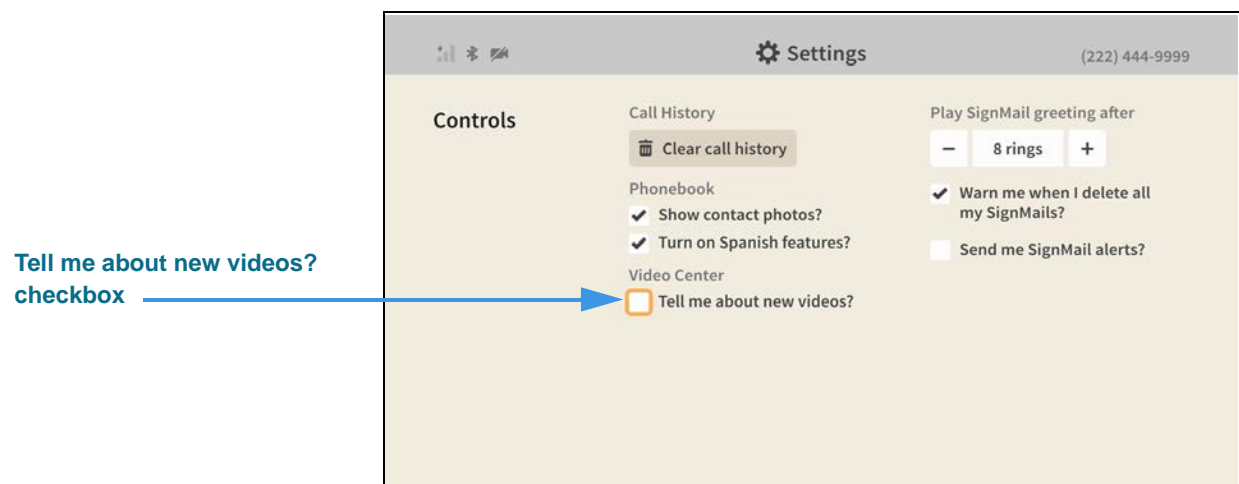 Settings
(222) 444-9999
Controls
Call History
Clear call history
Phonebook
Show contact photos?
Turn on Spanish features?
Video Center
Tell me about new videos?
Play SignMail greeting after
− 8 rings +
Warn me when I delete all
my SignMails?
Send me SignMail alerts?
Tell me about new videos?
checkbox